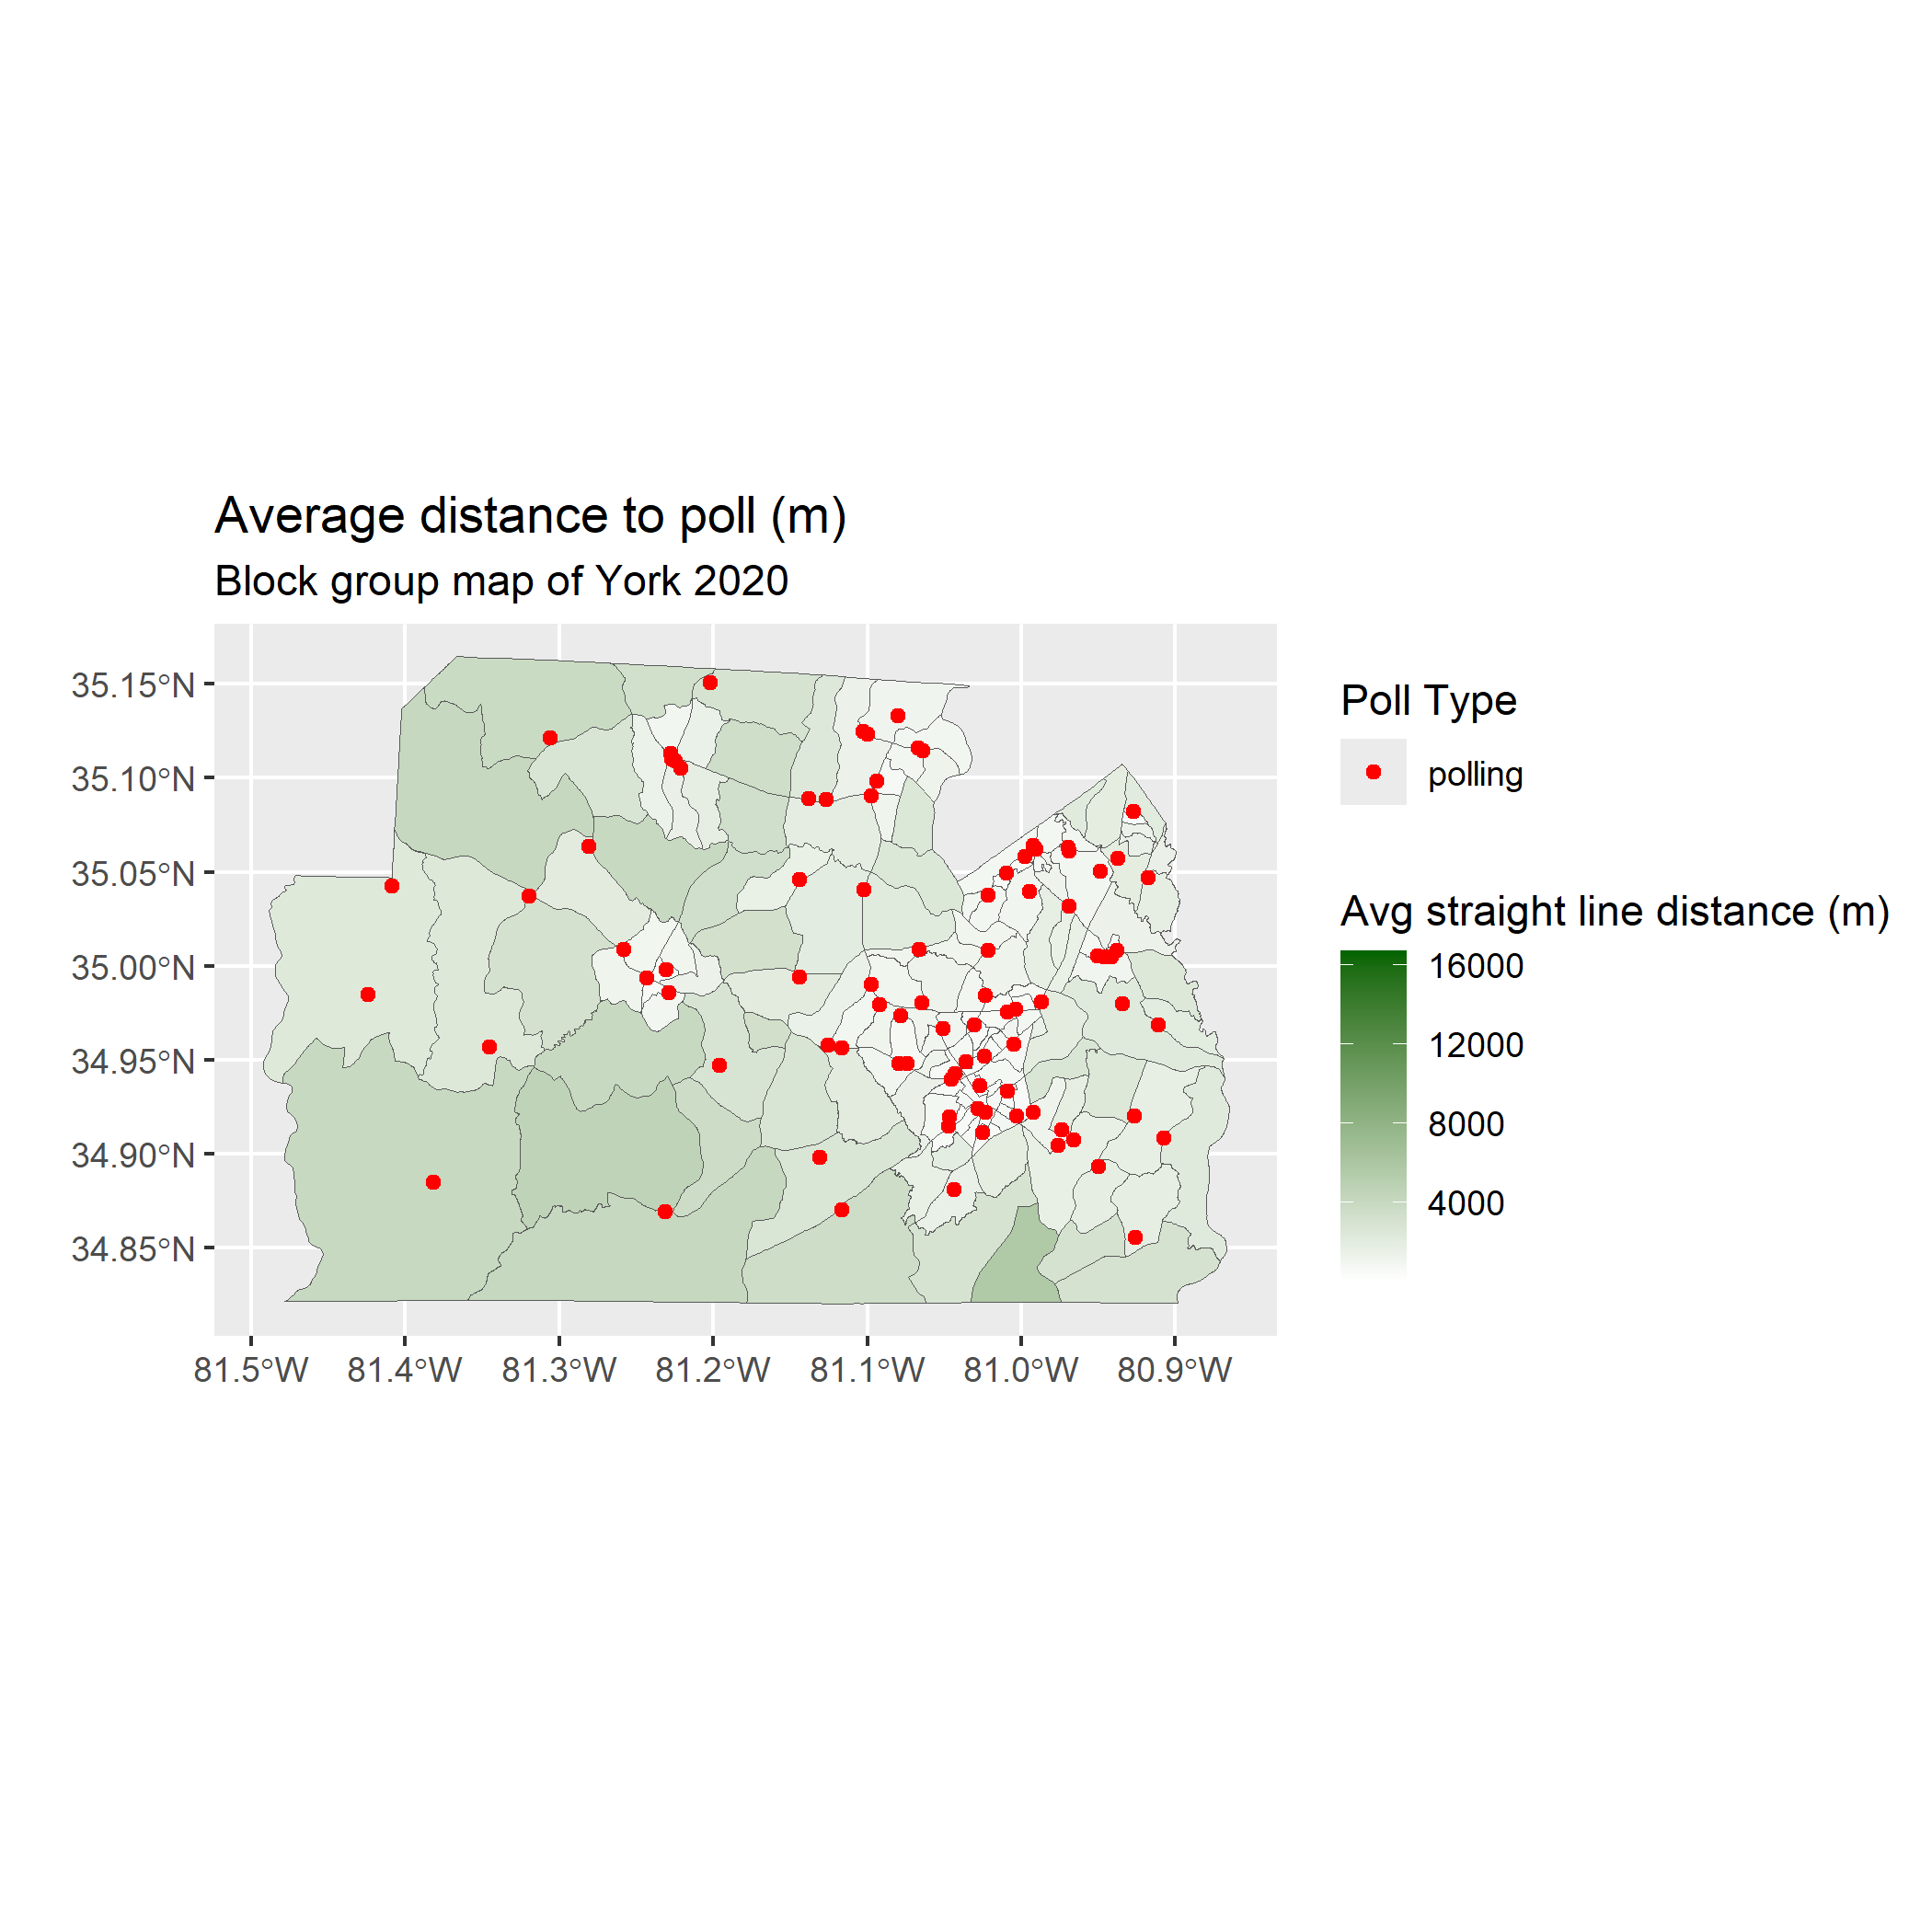 Average distance to poll (m)
Block group map of York 2020
35.15°N
35.10°N
35.05°N
35.00°N
34.95°N
34.90°N
34.85°N
81.5°W 81.4°W 81.3°W 81.2°W 81.1°W 81.0°W 80.9°W
Poll Type
polling
Avg straight line distance (m)
16000
12000
8000
4000